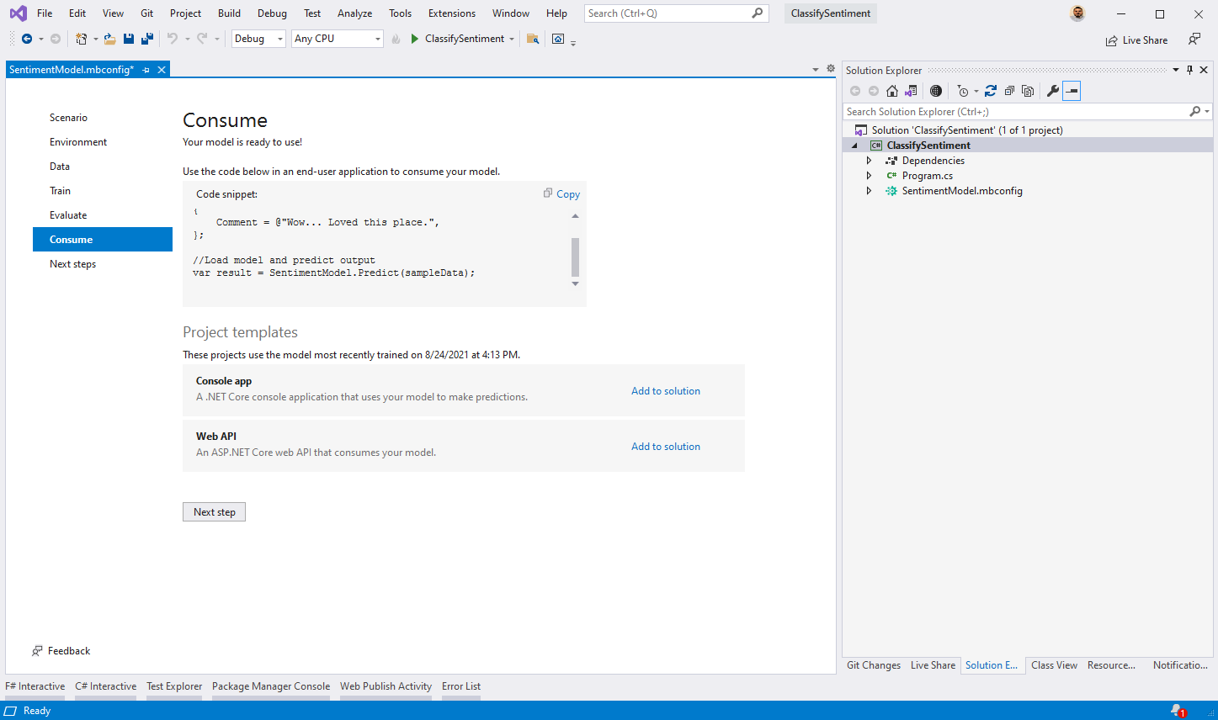 File Edit View Git Project Build Debug Test Analyze Tools Extensions Window Help Search (Ctrl+Q) ClassifySentiment
Debug Any CPU ClassifySentiment Live Share
SentimentModel.mbconfig*
Scenario
Environment
Data
Train
Evaluate
Consume
Next steps
Feedback
Consume
Your model is ready to use!
Use the code below in an end-user application to consume your model.
Code snippet: Copy
{
Comment = @"Wow... Loved this place.",
};
//Load model and predict output
var result = SentimentModel.Predict(sampleData);
Project templates
These projects use the model most recently trained on 8/24/2021 at 4:13 PM.
Console app
A .NET Core console application that uses your model to make predictions.
Add to solution
Web API
An ASP.NET Core web API that consumes your model.
Add to solution
Next step
Solution Explorer
Search Solution Explorer (Ctrl+;)
Solution 'ClassifySentiment' (1 of 1 project)
C# ClassifySentiment
Dependencies
C# Program.cs
SentimentModel.mbconfig
Git Changes Live Share Solution E... Class View Resource... Notificatio...
F# Interactive C# Interactive Test Explorer Package Manager Console Web Publish Activity Error List
Ready 1